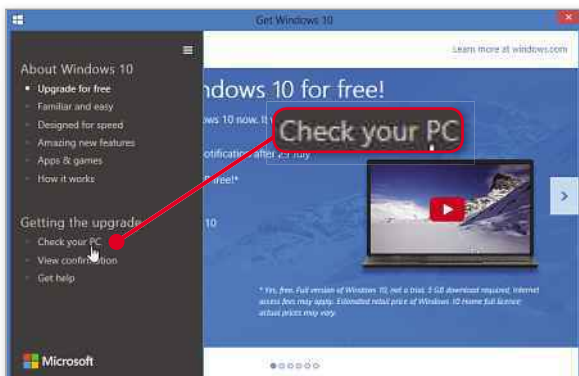 Get Windows 10
Learn more at windows.com
About Windows 10
Upgrade for free
Familiar and easy
Designed for speed
Amazing new features
Apps & games
How it works
Getting the upgrade
Check your PC
View confirmation
Get help
Microsoft
ndows 10 for free!
ows 10 now. It
otification after 29 July
free!*
10
Check your PC
* Yes, free. Full version of Windows 10, not a trial. 3 GB download required; internet
access fees may apply. Estimated retail price of Windows 10 Home full licence;
actual prices may vary.